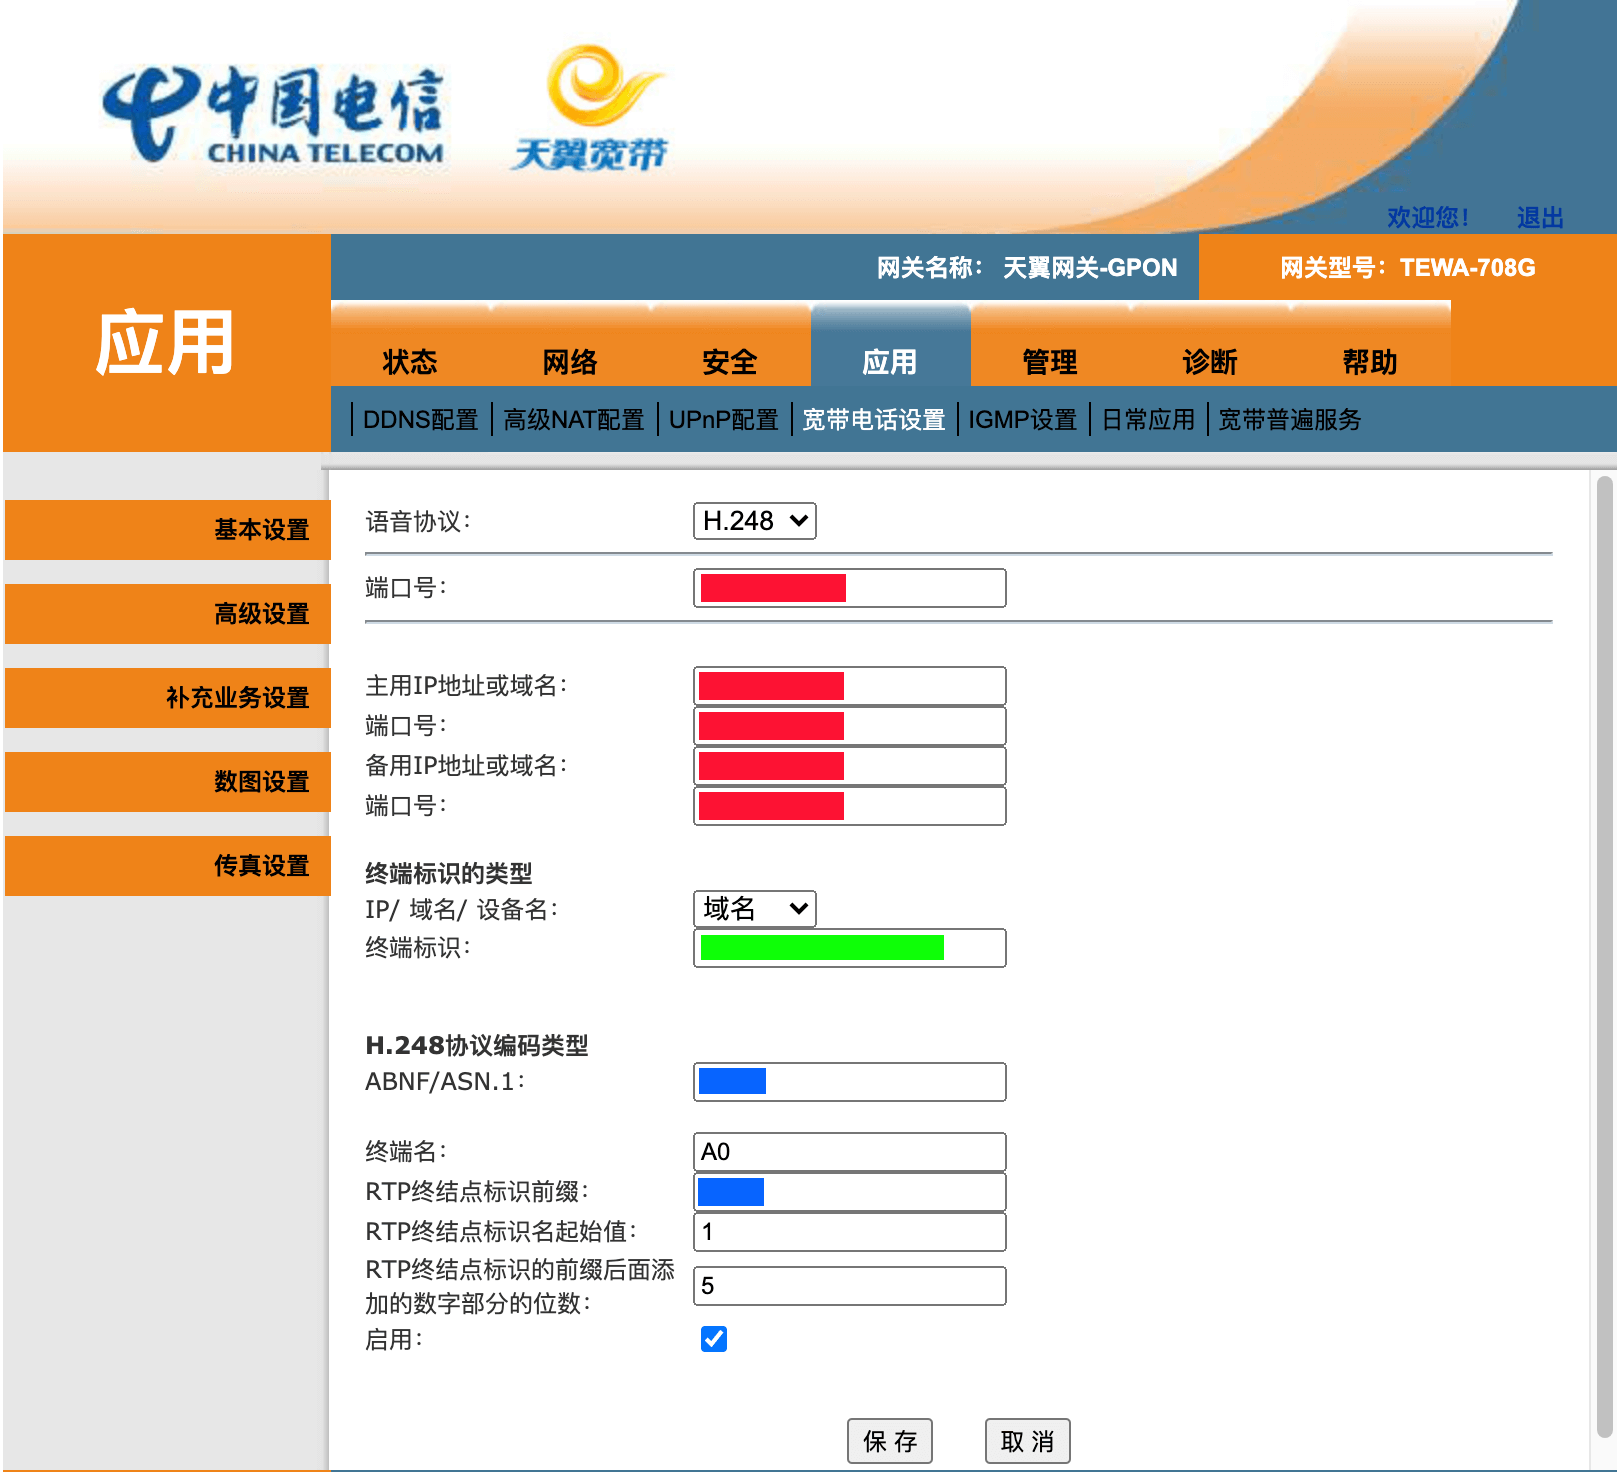 中国电信
CHINA TELECOM
天翼宽带
欢迎您! 退出
网关名称: 天翼网关-GPON 网关型号: TEWA-708G
应用
状态 网络 安全 应用 管理 诊断 帮助
DDNS配置 高级NAT配置 UPnP配置 宽带电话设置 IGMP设置 日常应用 宽带普遍服务
基本设置
高级设置
补充业务设置
数图设置
传真设置
语音协议: H.248
端口号:
主用IP地址或域名:
端口号:
备用IP地址或域名:
端口号:
终端标识的类型
IP/ 域名/ 设备名: 域名
终端标识:
H.248协议编码类型
ABNF/ASN.1:
终端名: A0
RTP终结点标识前缀:
RTP终结点标识名起始值: 1
RTP终结点标识的前缀后面添
加的数字部分的位数: 5
启用:
保 存 取 消